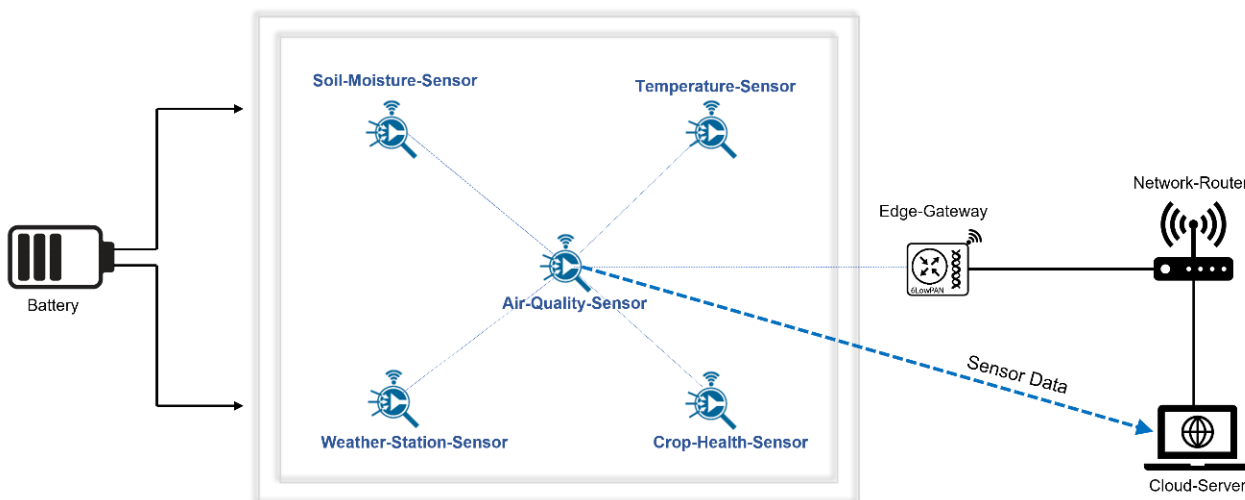 Soil-Moisture-Sensor
Temperature-Sensor
Network-Router
Edge-Gateway
6LowPAN
Battery
Air-Quality-Sensor
Sensor Data
Weather-Station-Sensor
Crop-Health-Sensor
Cloud-Server